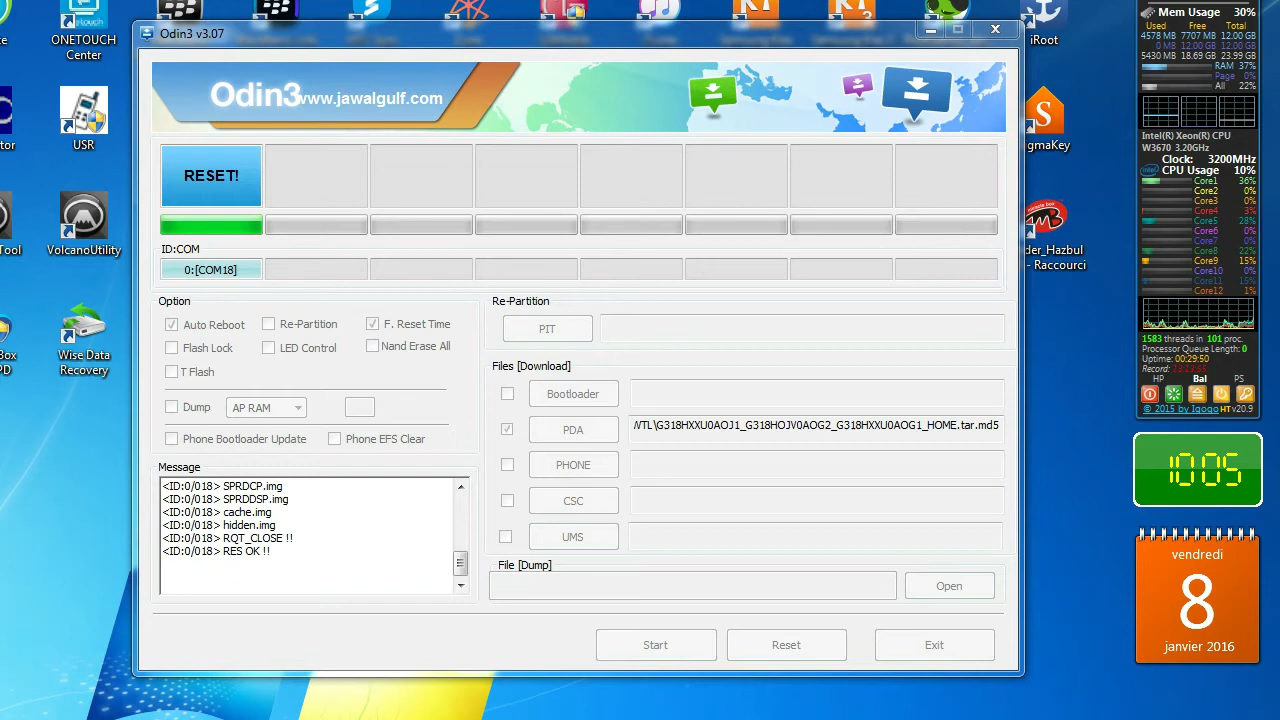 ONETOUCH
Center
USR
VolcanoUtility
Wise Data
Recovery
Odin3 v3.07
Odin3
www.jawalgulf.com
RESET!
ID:COM
0:[COM18]
Option
Auto Reboot
Re-Partition
F. Reset Time
Flash Lock
LED Control
Nand Erase All
T Flash
Dump
AP RAM
Phone Bootloader Update
Phone EFS Clear
Message
<ID:0/018> SPRDCP.img
<ID:0/018> SPRDDSP.img
<ID:0/018> cache.img
<ID:0/018> hidden.img
<ID:0/018> RQT_CLOSE !!
<ID:0/018> RES OK !!
Re-Partition
PIT
Files [Download]
Bootloader
PDA
VTL\G318HXXU0AOJ1_G318HOJV0AOG2_G318HXXU0AOG1_HOME.tar.md5
PHONE
CSC
UMS
File [Dump]
Open
Start
Reset
Exit
iRoot
gmaKey
der_Hazbul
- Raccourci
Mem Usage 30%
Used Free Total
4578 MB 7707 MB 12.00 GB
0 MB 12.00 GB 12.00 GB
5430 MB 18.69 GB 23.99 GB
RAM 37%
Page 0%
All 22%
Intel(R) Xeon(R) CPU
W3670 3.20GHz
Clock: 3200MHz
CPU Usage 10%
Core1 36%
Core2 0%
Core3 0%
Core4 3%
Core5 28%
Core6 0%
Core7 0%
Core8 22%
Core9 15%
Core10 0%
Core11 15%
Core12 1%
1583 threads in 101 proc.
Processor Queue Length: 0
Uptime: 00:29:50
HP Bal PS
© 2015 by Igogo HT v20.9
10:05
vendredi
8
janvier 2016